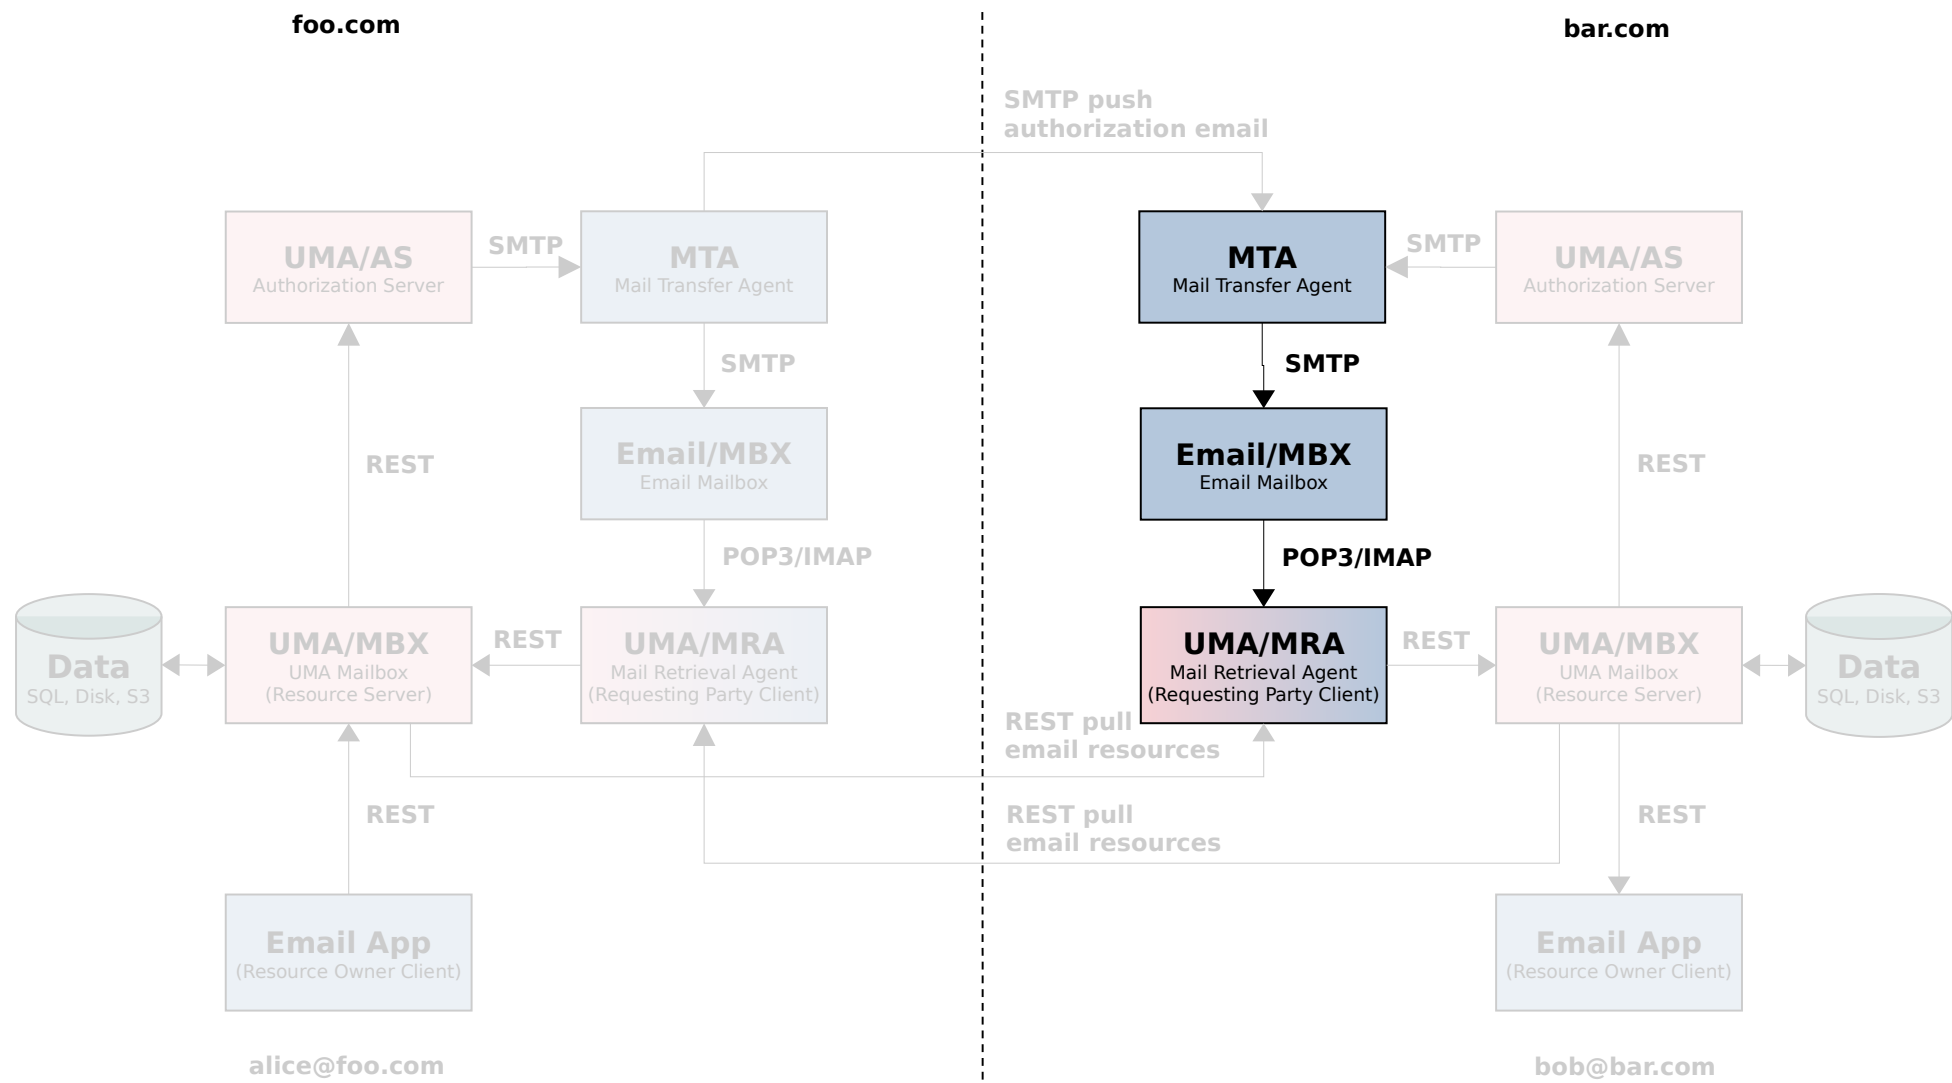 foo.com
bar.com
SMTP push
authorization email
UMA/AS
Authorization Server
SMTP
MTA
Mail Transfer Agent
MTA
Mail Transfer Agent
SMTP
UMA/AS
Authorization Server
SMTP
SMTP
REST
Email/MBX
Email Mailbox
Email/MBX
Email Mailbox
REST
POP3/IMAP
POP3/IMAP
Data
SQL, Disk, S3
UMA/MBX
UMA Mailbox
(Resource Server)
REST
UMA/MRA
Mail Retrieval Agent
(Requesting Party Client)
UMA/MRA
Mail Retrieval Agent
(Requesting Party Client)
REST
UMA/MBX
UMA Mailbox
(Resource Server)
Data
SQL, Disk, S3
REST pull
email resources
REST
REST pull
email resources
REST
Email App
(Resource Owner Client)
Email App
(Resource Owner Client)
alice@foo.com
bob@bar.com